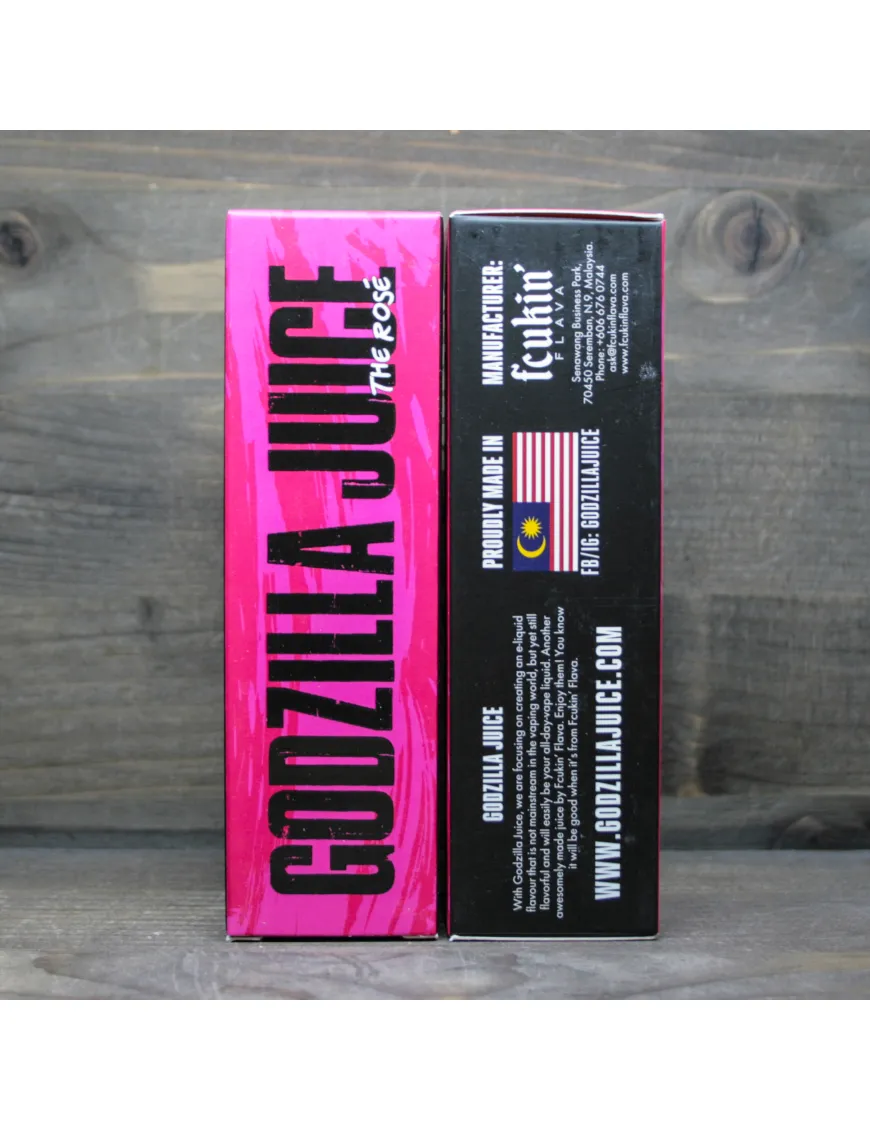 GODZILLA JUICE
THE ROSÉ
GODZILLA JUICE
With Godzilla Juice, we are focusing on creating an e-liquid
flavour that is not mainstream in the vaping world, but yet still
flavorful and will easily be your all-day-vape liquid. Another
awesomely made juice by Fcukin' Flava. Enjoy them! You know
it will be good when it's from Fcukin' Flava.
WWW.GODZILLAJUICE.COM
PROUDLY MADE IN
FB/IG: GODZILLAJUICE
MANUFACTURER:
fcukin'
FLAVA
Senawang Business Park,
70450 Seremban, N.9, Malaysia.
Phone: +606 676 0744
ask@fcukinflava.com
www.fcukinflava.com